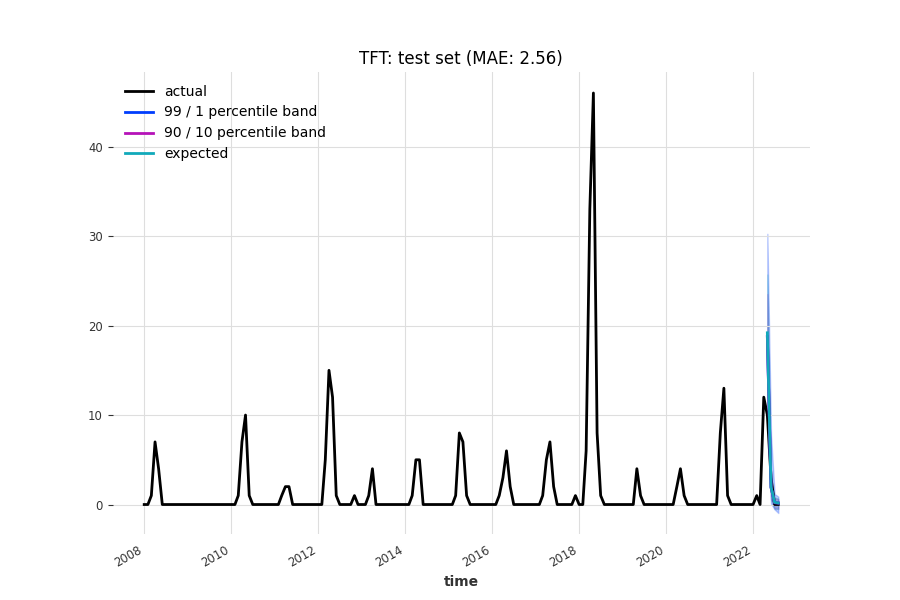 TFT: test set (MAE: 2.56)
actual
99 / 1 percentile band
90 / 10 percentile band
expected
40
30
20
10
0
2008
2010
2012
2014
2016
2018
2020
2022
time